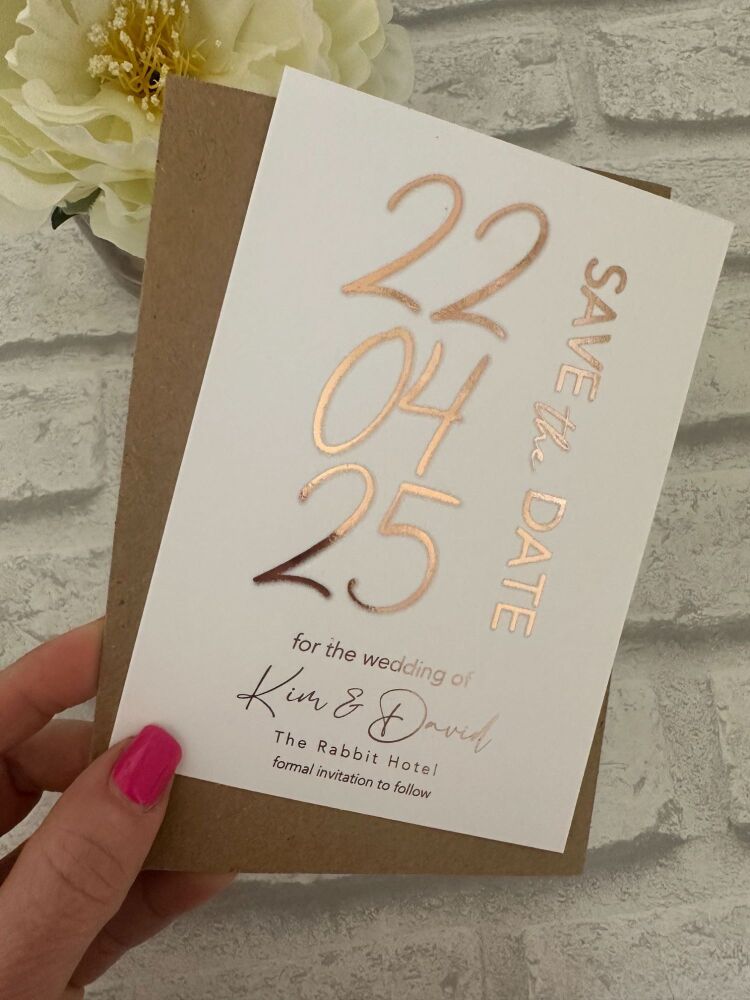 22
04
25
SAVE the DATE
for the wedding of
Kim & David
The Rabbit Hotel
formal invitation to follow